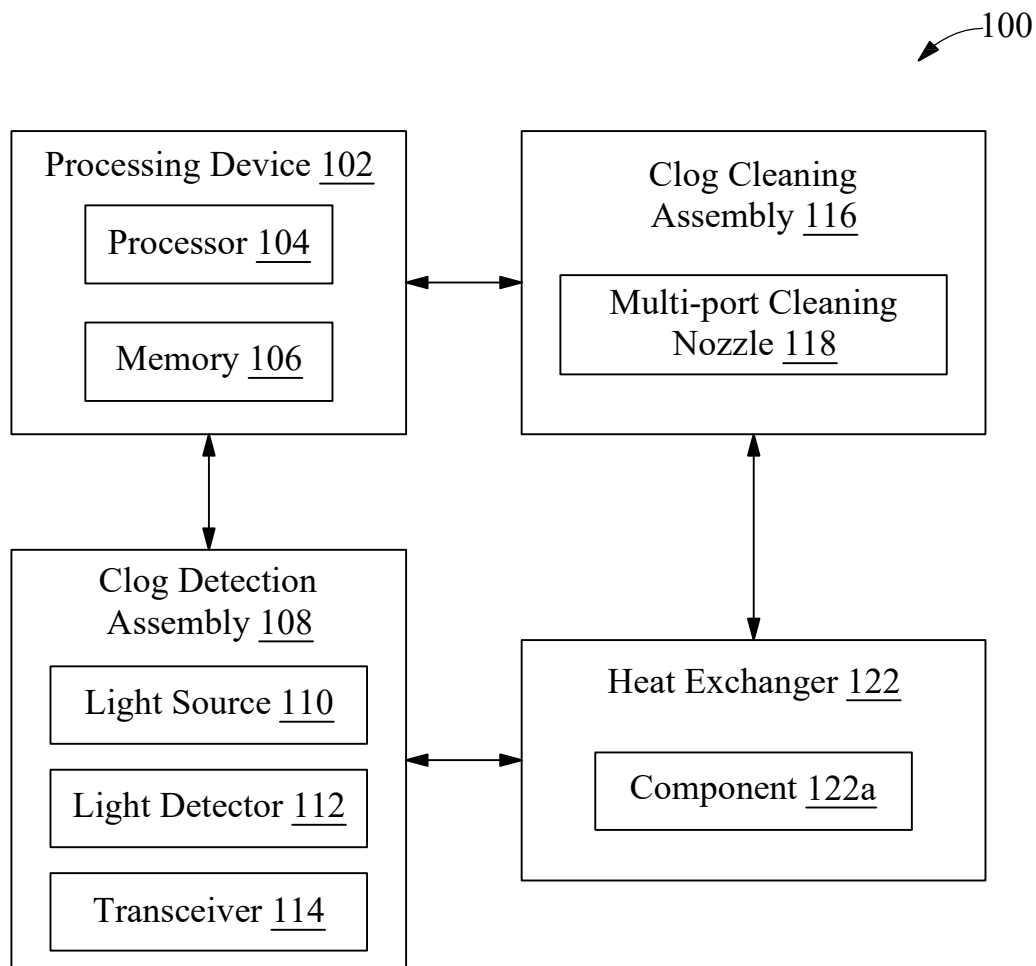 100
Processing Device 102
Processor 104
Memory 106
Clog Cleaning
Assembly 116
Multi-port Cleaning
Nozzle 118
Clog Detection
Assembly 108
Light Source 110
Light Detector 112
Transceiver 114
Heat Exchanger 122
Component 122a